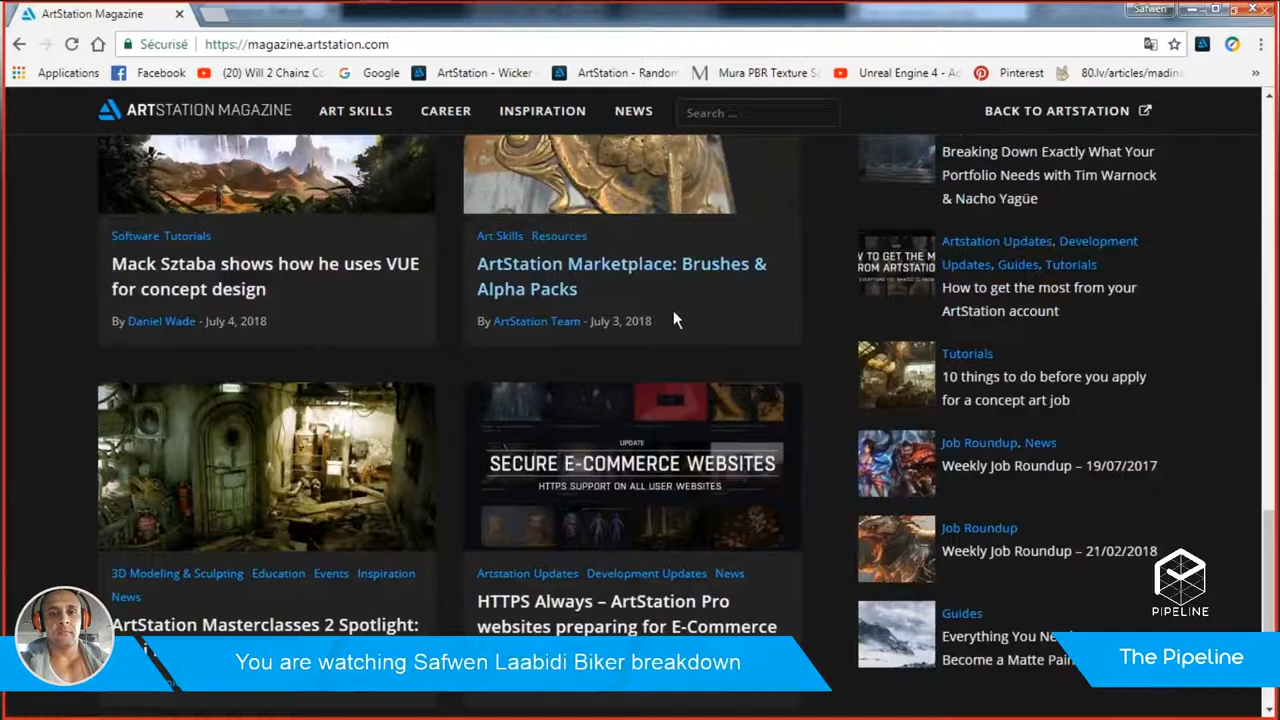 ArtStation Magazine
Safwen
Sécurisé
https://magazine.artstation.com
Applications
Facebook
(20) Will 2 Chainz
Google
ArtStation - Wicker
ArtStation - Random
Mura PBR Texture
Unreal Engine 4 -
Pinterest
80.lv/articles/madin
ARTSTATION MAGAZINE
ART SKILLS
CAREER
INSPIRATION
NEWS
Search ...
BACK TO ARTSTATION
Software Tutorials
Mack Sztaba shows how he uses VUE
for concept design
By Daniel Wade - July 4, 2018
Art Skills Resources
ArtStation Marketplace: Brushes &
Alpha Packs
By ArtStation Team - July 3, 2018
3D Modeling & Sculpting Education Events Inspiration
News
ArtStation Masterclasses 2 Spotlight:
UPDATE
SECURE E-COMMERCE WEBSITES
HTTPS SUPPORT ON ALL USER WEBSITES
Artstation Updates Development Updates News
HTTPS Always – ArtStation Pro
websites preparing for E-Commerce
Breaking Down Exactly What Your
Portfolio Needs with Tim Warnock
& Nacho Yagüe
W TO GET THE M
FROM ARTSTATIO
Artstation Updates, Development
Updates, Guides, Tutorials
How to get the most from your
ArtStation account
Tutorials
10 things to do before you apply
for a concept art job
Job Roundup, News
Weekly Job Roundup – 19/07/2017
Job Roundup
Weekly Job Roundup – 21/02/2018
Guides
Everything You
Become a Matte
PIPELINE
You are watching Safwen Laabidi Biker breakdown
The Pipeline